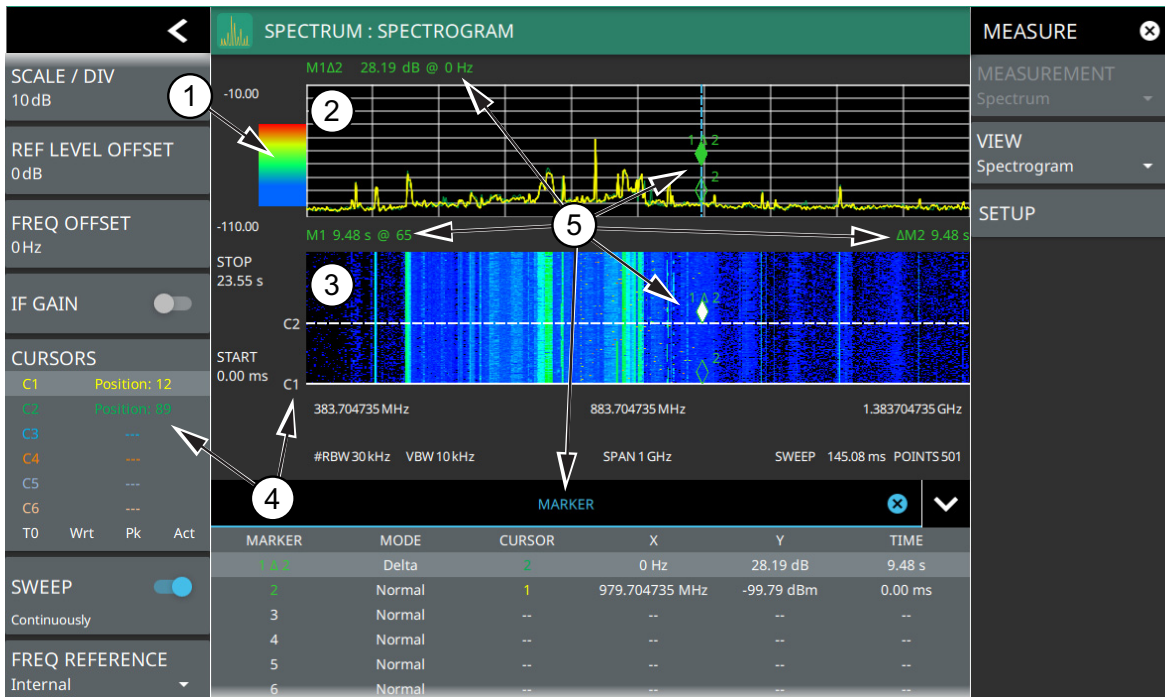 SPECTRUM : SPECTROGRAM
SCALE / DIV
10 dB
REF LEVEL OFFSET
0 dB
FREQ OFFSET
0 Hz
IF GAIN
CURSORS
C1 Position: 12
C2 Position: 89
C3 ---
C4 ---
C5 ---
C6 ---
T0 Wrt Pk Act
SWEEP
Continuously
FREQ REFERENCE
Internal
M1Δ2 28.19 dB @ 0 Hz
-10.00
1
2
1 Δ 2
2
-110.00
5
M1 9.48 s @ 65
ΔM2 9.48 s
STOP
23.55 s
3
1 Δ 2
C2
START
0.00 ms
2
C1
383.704735 MHz 883.704735 MHz 1.383704735 GHz
#RBW 30 kHz VBW 10 kHz SPAN 1 GHz SWEEP 145.08 ms POINTS 501
4
MARKER
MARKER MODE CURSOR X Y TIME
1 Δ 2 Delta 2 0 Hz 28.19 dB 9.48 s
2 Normal 1 979.704735 MHz -99.79 dBm 0.00 ms
3 Normal -- -- -- --
4 Normal -- -- -- --
5 Normal -- -- -- --
6 Normal -- -- -- --
MEASURE
MEASUREMENT
Spectrum
VIEW
Spectrogram
SETUP